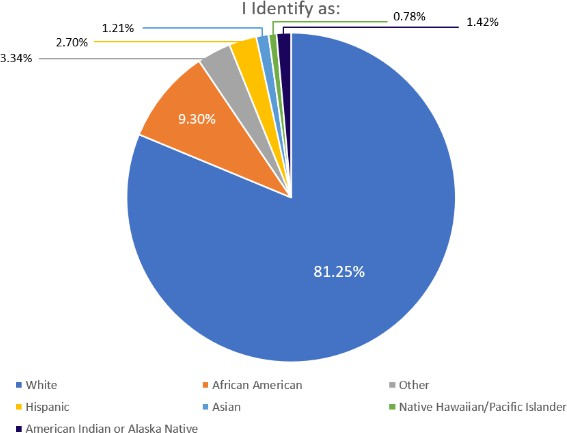 I Identify as:
0.78%
1.21%
1.42%
2.70%
3.34%
9.30%
81.25%
White African American Other
Hispanic Asian Native Hawaiian/Pacific Islander
American Indian or Alaska Native